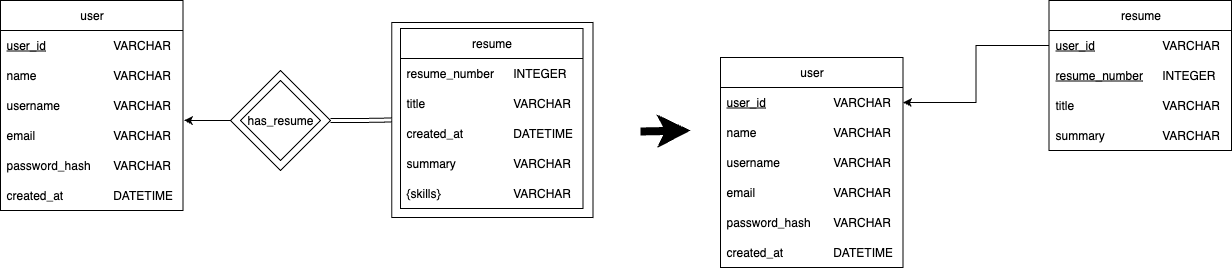 user
user_id VARCHAR
name VARCHAR
username VARCHAR
email VARCHAR
password_hash VARCHAR
created_at DATETIME
has_resume
resume
resume_number INTEGER
title VARCHAR
created_at DATETIME
summary VARCHAR
{skills} VARCHAR
user
user_id VARCHAR
name VARCHAR
username VARCHAR
email VARCHAR
password_hash VARCHAR
created_at DATETIME
resume
user_id VARCHAR
resume_number INTEGER
title VARCHAR
summary VARCHAR